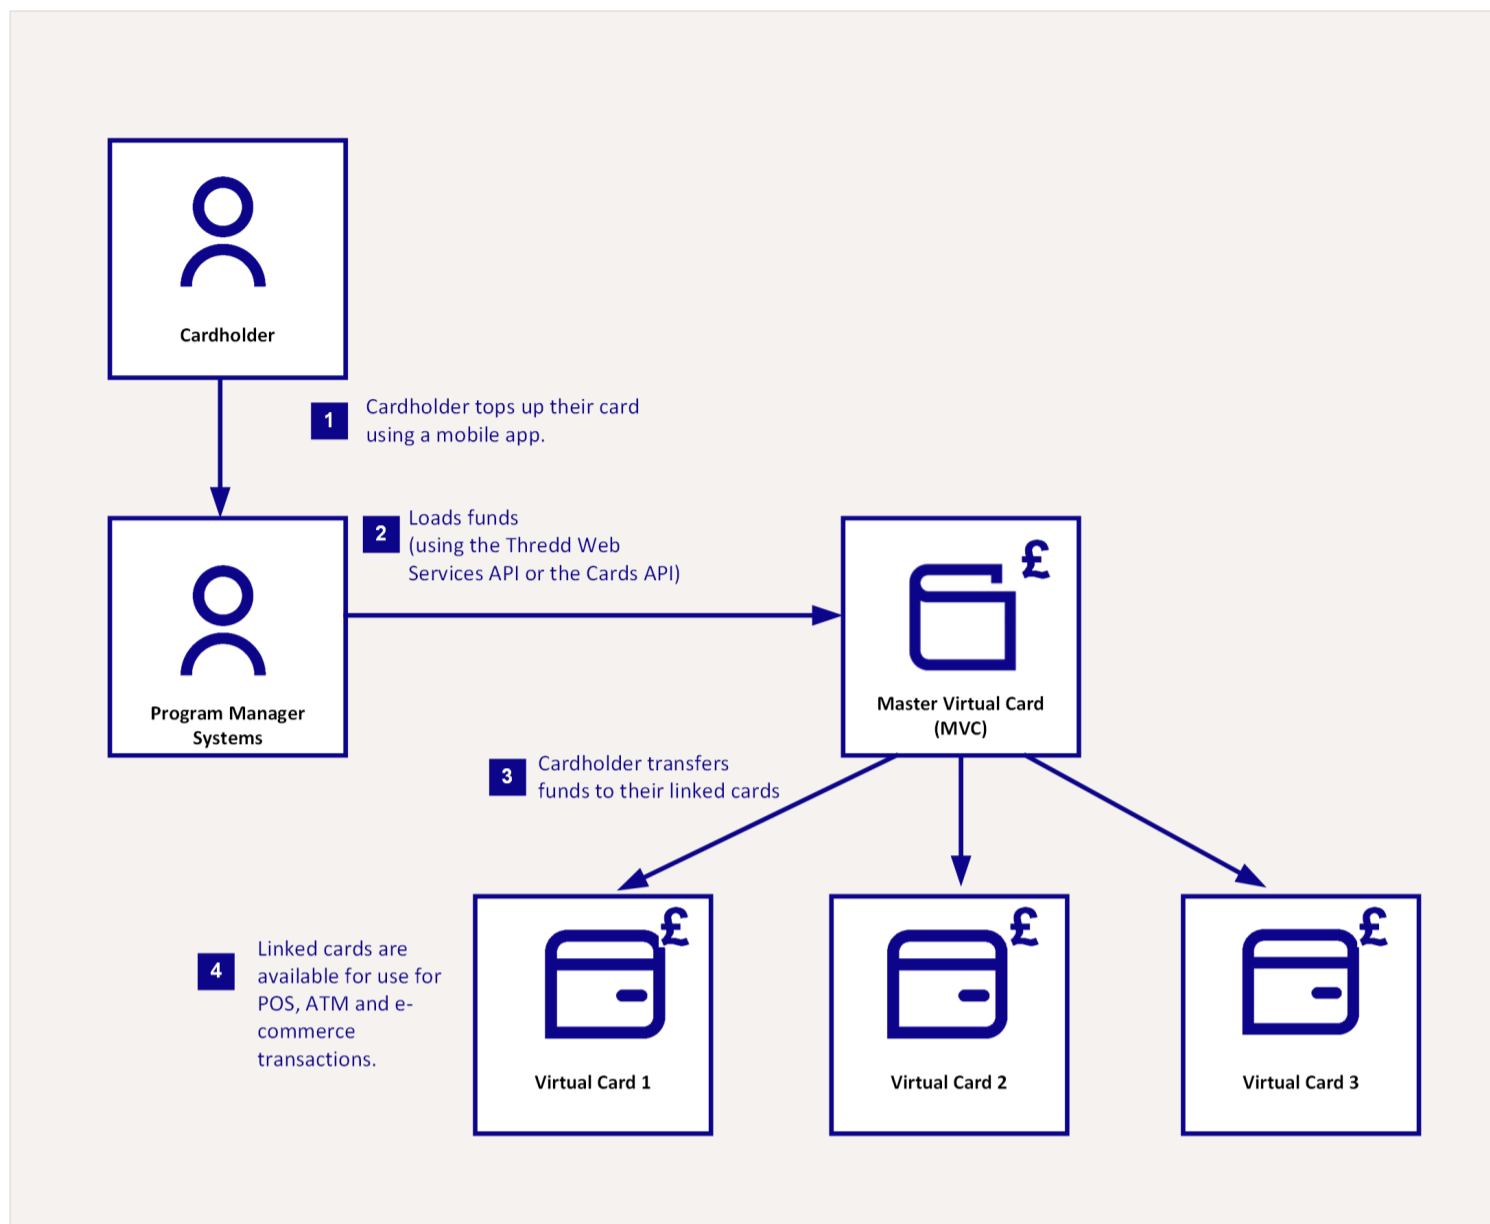 Cardholder
1
Cardholder tops up their card
using a mobile app.
2
Loads funds
(using the Thredd Web
Services API or the Cards API)
£
Program Manager
Systems
Master Virtual Card
(MVC)
3
Cardholder transfers
funds to their linked cards
4
Linked cards are
available for use for
POS, ATM and e-
commerce
transactions.
£
Virtual Card 1
£
Virtual Card 2
£
Virtual Card 3